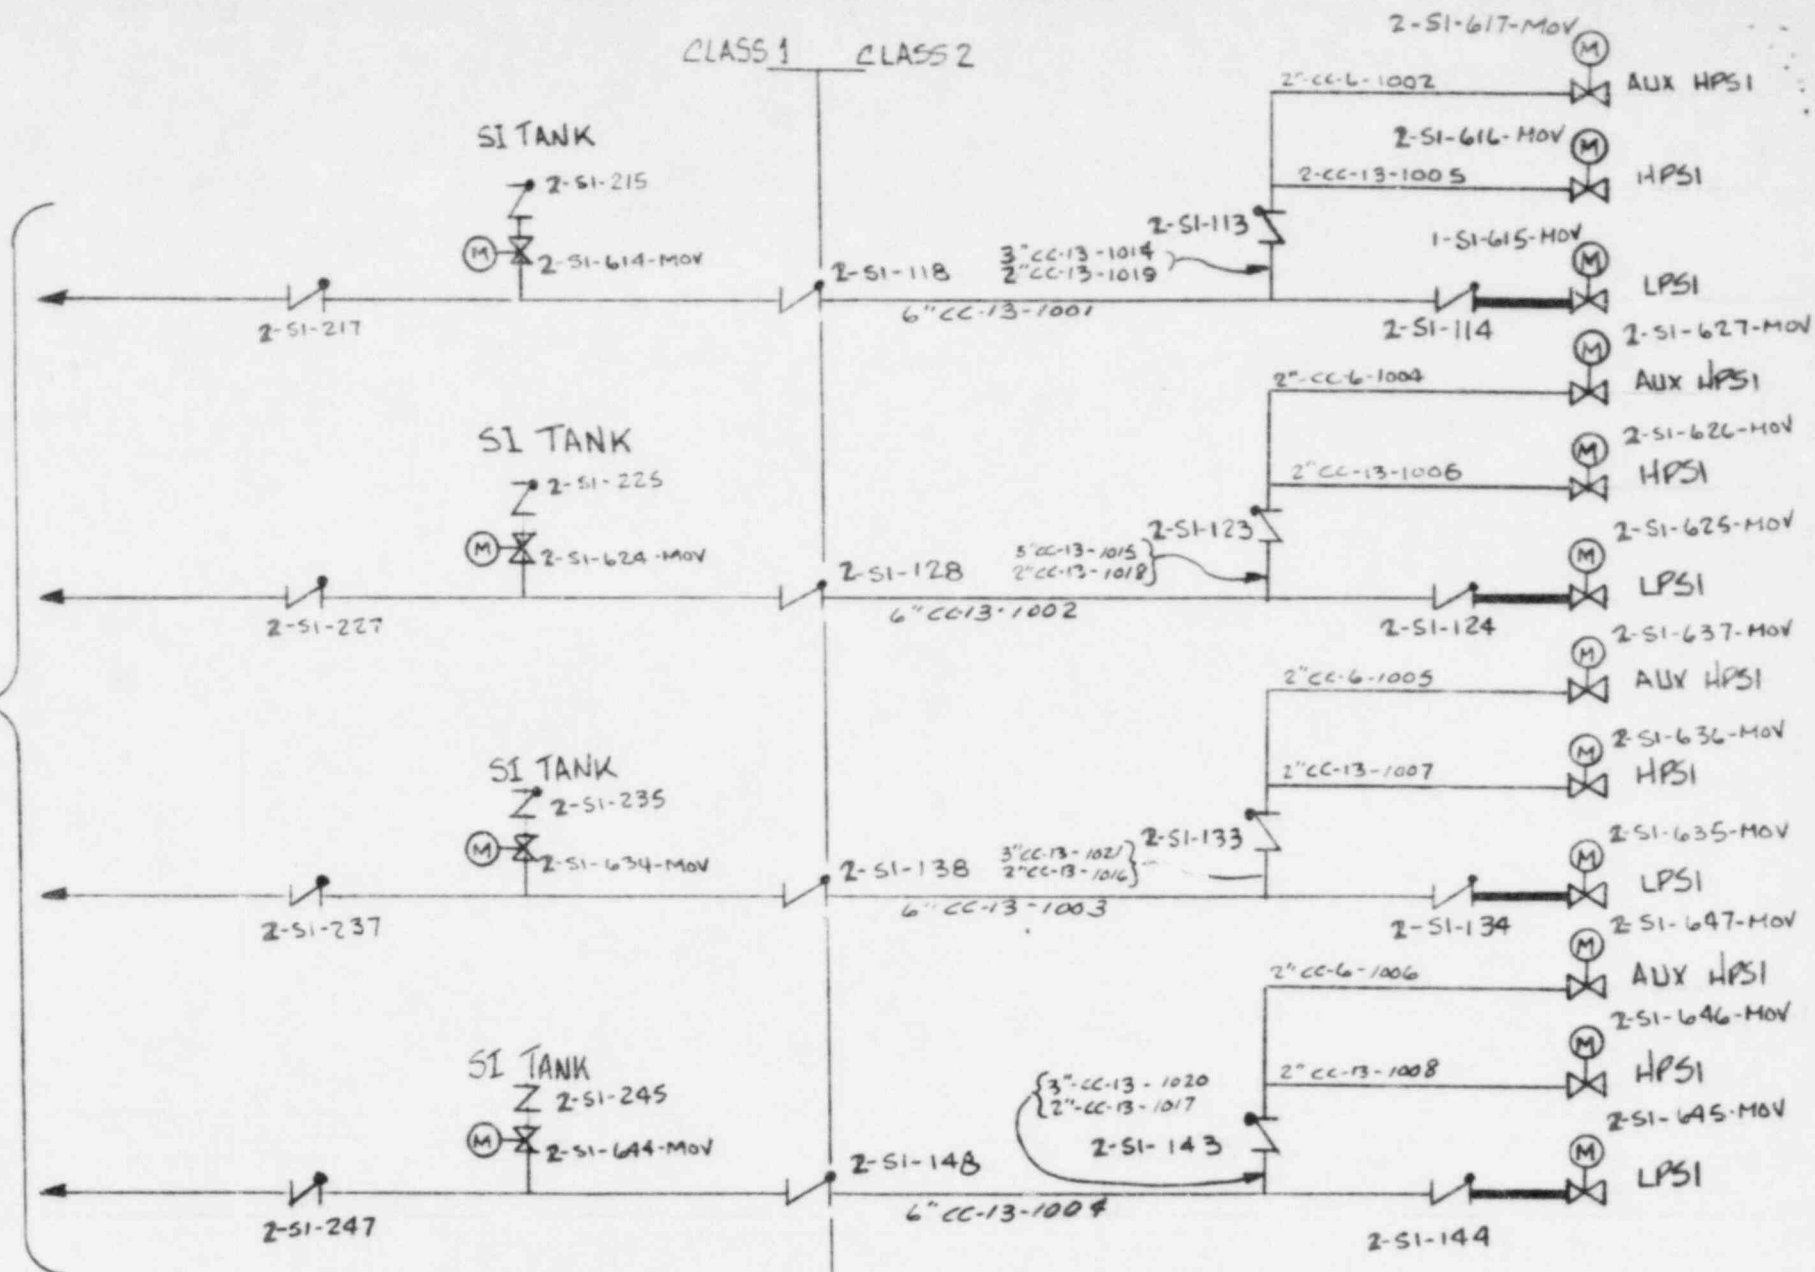 2-SI-617-MOV
M
CLASS 1 CLASS 2
2"-CC-6-1002
AUX HPSI
SI TANK
2-SI-616-MOV
M
2-SI-215
2-CC-13-1005
HPSI
2-SI-113
1-SI-615-MOV
M
2-SI-614-MOV
3"CC-13-1014
2"CC-13-1019
M
2-SI-118
LPSI
2-SI-217
6"CC-13-1001
2-SI-114
2-SI-627-MOV
M
2"-CC-6-1004
AUX HPSI
SI TANK
2-SI-626-MOV
M
2-SI-225
2"CC-13-1006
HPSI
2-SI-123
2-SI-625-MOV
M
2-SI-624-MOV
3"CC-13-1015
2"CC-13-1018
M
2-SI-128
LPSI
2-SI-227
6"CC-13-1002
2-SI-124
2-SI-637-MOV
M
2"CC-6-1005
AUX HPSI
SI TANK
2-SI-636-MOV
M
2-SI-235
2"CC-13-1007
HPSI
2-SI-133
2-SI-635-MOV
M
2-SI-634-MOV
3"CC-13-1021
2"CC-13-1016
M
2-SI-138
LPSI
2-SI-237
6"CC-13-1003
2-SI-134
2-SI-647-MOV
M
2"CC-6-1006
AUX HPSI
SI TANK
2-SI-646-MOV
M
2-SI-245
3"-CC-13-1020
2"-CC-13-1017
2"CC-13-1008
HPSI
M
2-SI-644-MOV
2-SI-143
2-SI-645-MOV
M
2-SI-148
LPSI
2-SI-247
6"CC-13-1004
2-SI-144